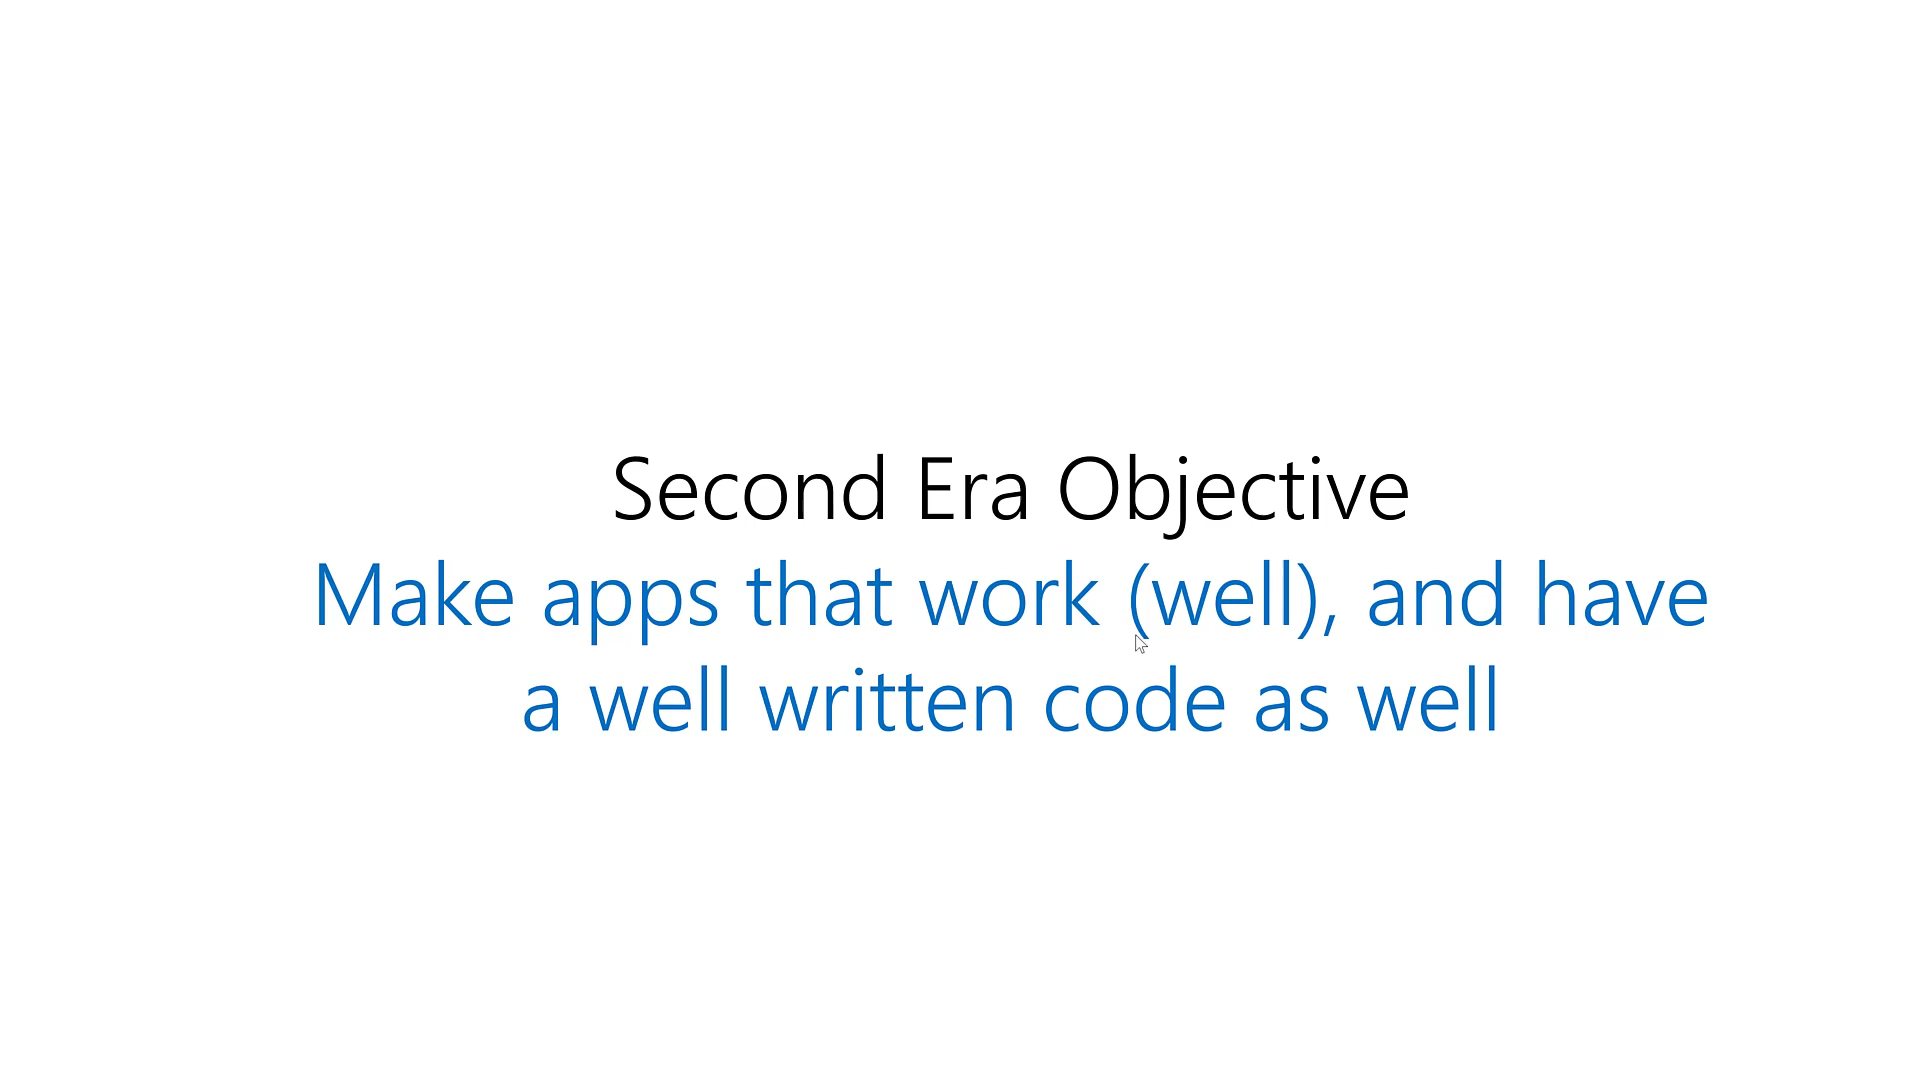 Second Era Objective
Make apps that work (well), and have
a well written code as well